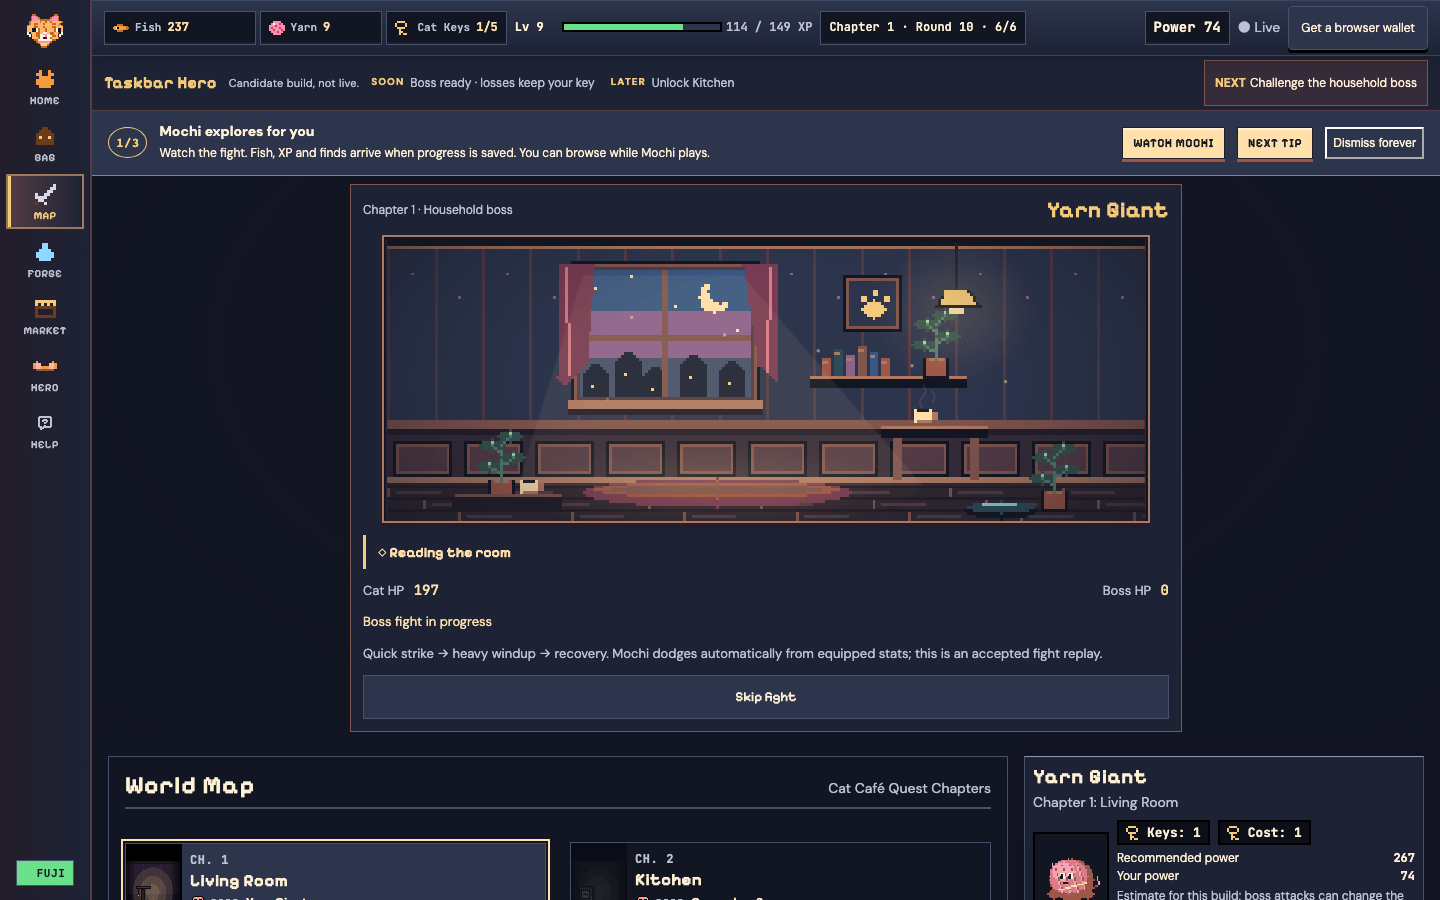 Fish 237
Yarn 9
Cat Keys 1/5
Lv 9
114 / 149 XP
Chapter 1 · Round 10 · 6/6
Power 74
Live
Get a browser wallet
HOME
BAG
MAP
FORGE
MARKET
HERO
HELP
FUJI
Taskbar Hero
Candidate build, not live.
SOON Boss ready · losses keep your key
LATER Unlock Kitchen
NEXT Challenge the household boss
1/3
Mochi explores for you
Watch the fight. Fish, XP and finds arrive when progress is saved. You can browse while Mochi plays.
WATCH MOCHI
NEXT TIP
Dismiss forever
Chapter 1 · Household boss
Yarn Giant
◇ Reading the room
Cat HP 197
Boss HP 0
Boss fight in progress
Quick strike → heavy windup → recovery. Mochi dodges automatically from equipped stats; this is an accepted fight replay.
Skip fight
World Map
Cat Café Quest Chapters
CH. 1
Living Room
CH. 2
Kitchen
Yarn Giant
Chapter 1: Living Room
Keys: 1
Cost: 1
Recommended power 267
Your power 74
Estimate for this build; boss attacks can change the